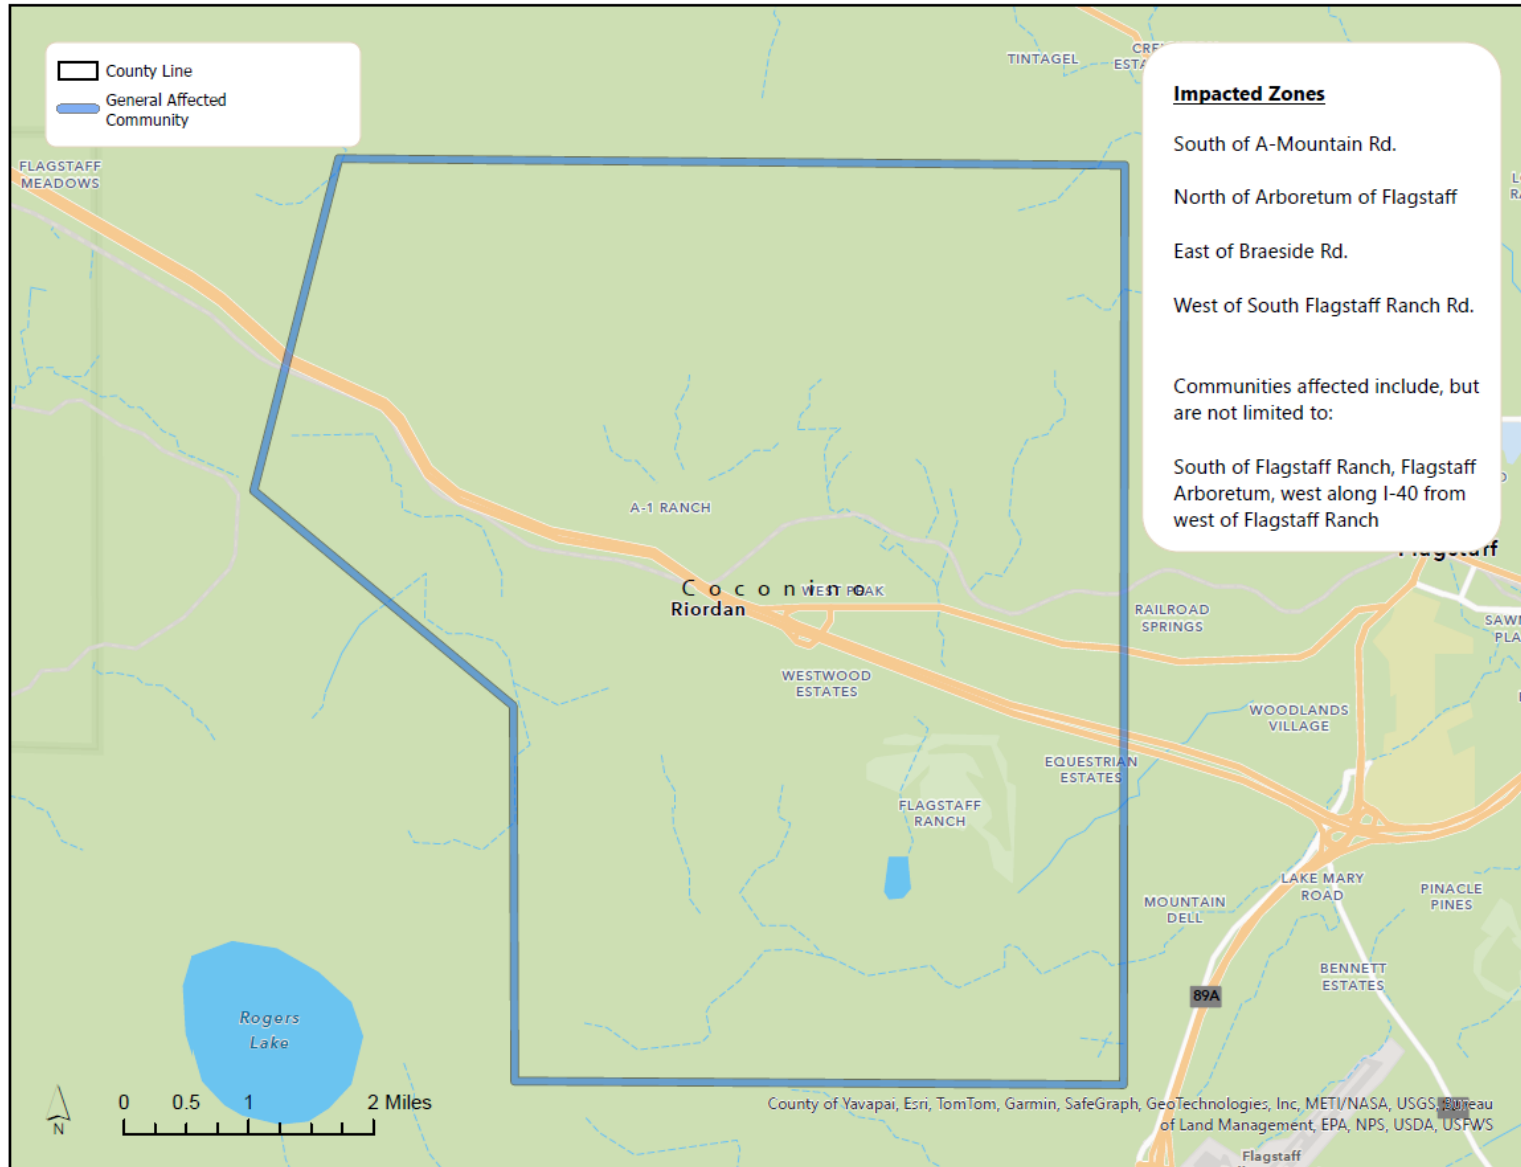 County Line
General Affected
Community
TINTAGEL
Impacted Zones
South of A-Mountain Rd.
North of Arboretum of Flagstaff
East of Braeside Rd.
West of South Flagstaff Ranch Rd.
Communities affected include, but
are not limited to:
South of Flagstaff Ranch, Flagstaff
Arboretum, west along I-40 from
west of Flagstaff Ranch
FLAGSTAFF
MEADOWS
A-1 RANCH
Coconino
WEST PEAK
Riordan
Flagstaff
RAILROAD
SPRINGS
WESTWOOD
ESTATES
WOODLANDS
VILLAGE
EQUESTRIAN
ESTATES
FLAGSTAFF
RANCH
LAKE MARY
ROAD
PINACLE
PINES
MOUNTAIN
DELL
BENNETT
ESTATES
89A
Rogers
Lake
N
0 0.5 1 2 Miles
County of Yavapai, Esri, TomTom, Garmin, SafeGraph, GeoTechnologies, Inc, METI/NASA, USGS, Bureau
of Land Management, EPA, NPS, USDA, USFWS
Flagstaff